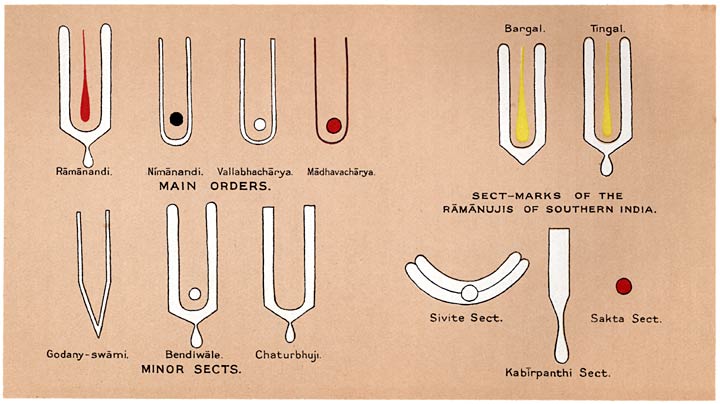 Rāmānandi. Nímānandi. Vallabhachārya. Mādhavachārya.
MAIN ORDERS.
Bargal. Tingal.
SECT-MARKS OF THE
RĀMĀNUJIS OF SOUTHERN INDIA.
Godany-swāmi. Bendiwāle. Chaturbhuji.
MINOR SECTS.
Sivite Sect. Sakta Sect.
Kabīrpanthi Sect.